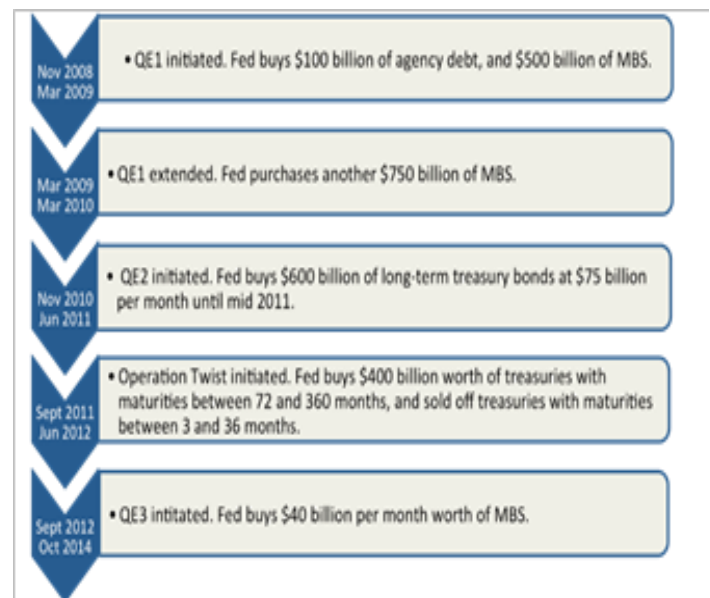 Nov 2008
Mar 2009
• QE1 initiated. Fed buys $100 billion of agency debt, and $500 billion of MBS.
Mar 2009
Mar 2010
• QE1 extended. Fed purchases another $750 billion of MBS.
Nov 2010
Jun 2011
• QE2 initiated. Fed buys $600 billion of long-term treasury bonds at $75 billion
per month until mid 2011.
Sept 2011
Jun 2012
• Operation Twist initiated. Fed buys $400 billion worth of treasuries with
maturities between 72 and 360 months, and sold off treasuries with maturities
between 3 and 36 months.
Sept 2012
Oct 2014
• QE3 intitated. Fed buys $40 billion per month worth of MBS.